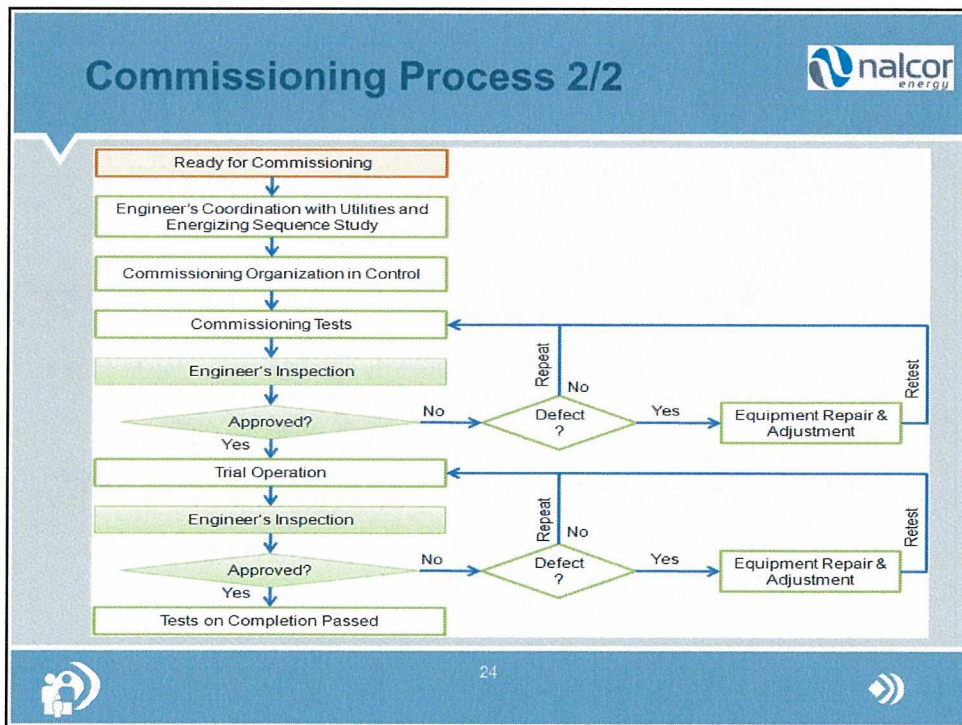 Commissioning Process 2/2
nalcor
energy
Ready for Commissioning
Engineer's Coordination with Utilities and
Energizing Sequence Study
Commissioning Organization in Control
Commissioning Tests
Engineer's Inspection
Approved?
No
Yes
Defect
?
No
Repeat
Yes
Equipment Repair &
Adjustment
Retest
Trial Operation
Engineer's Inspection
Approved?
No
Yes
Defect
?
No
Repeat
Yes
Equipment Repair &
Adjustment
Retest
Tests on Completion Passed
24